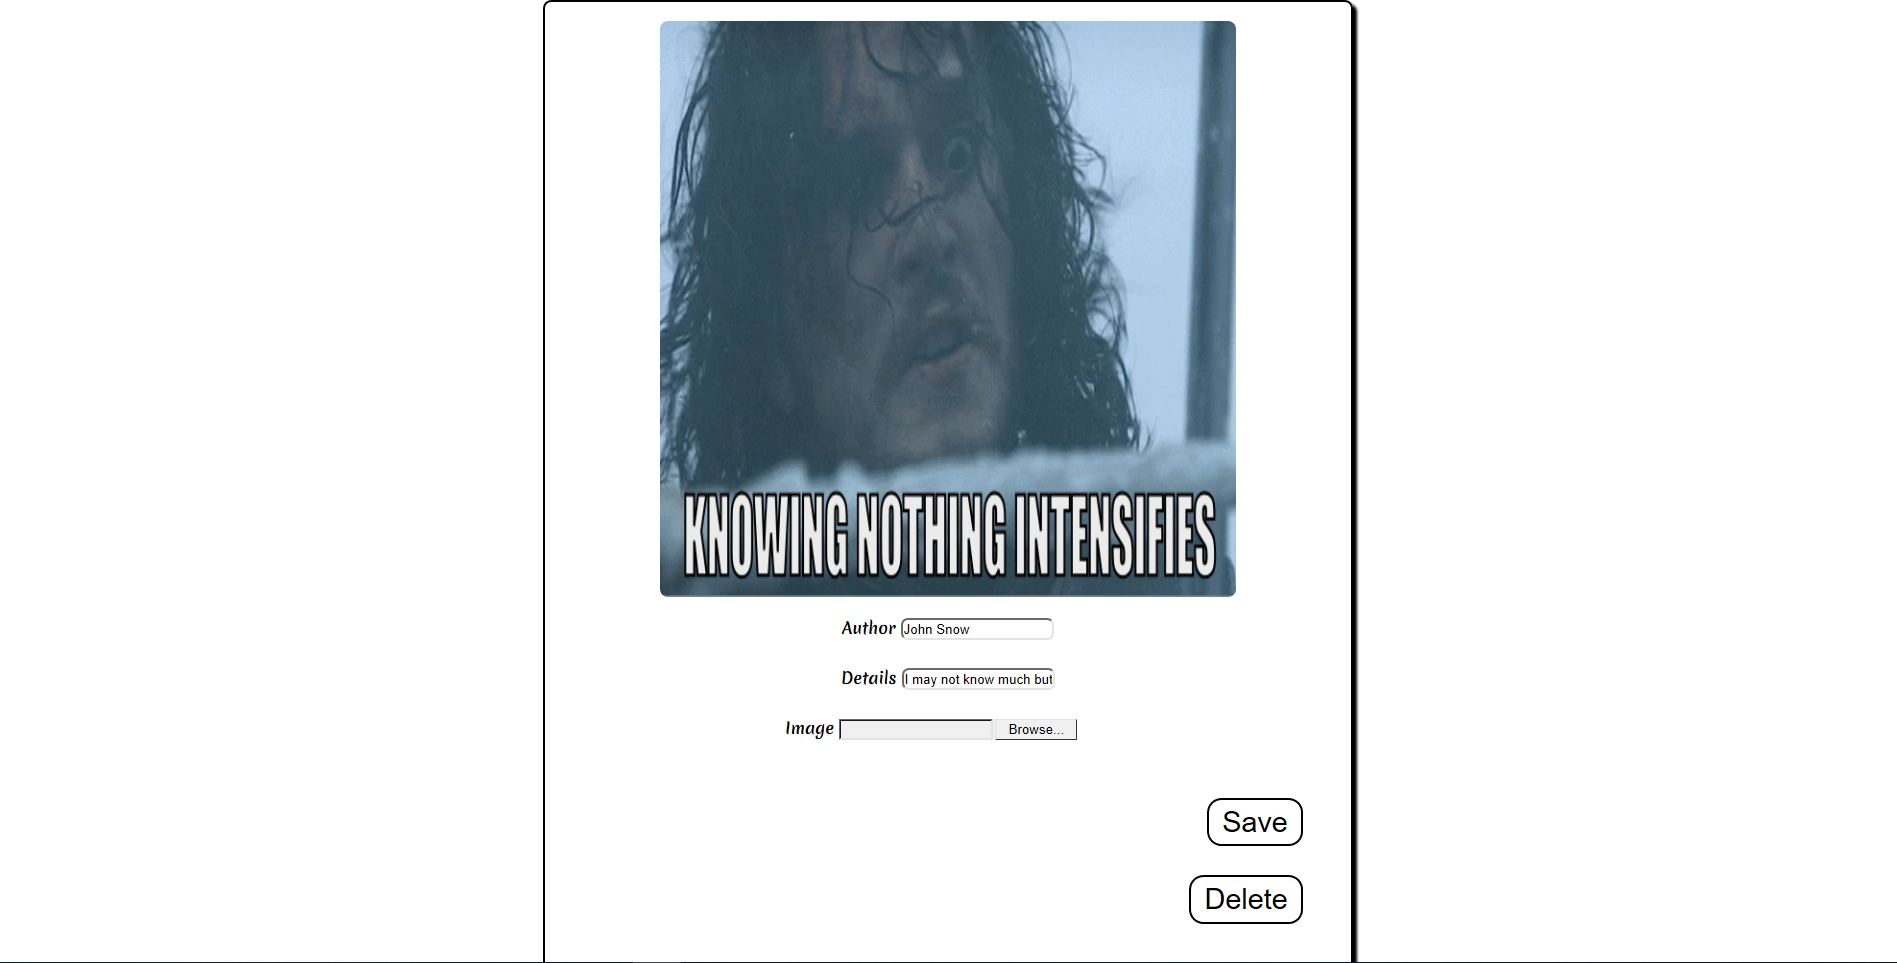 KNOWING NOTHING INTENSIFIES
Author John Snow
Details I may not know much but
Image Browse...
Save
Delete